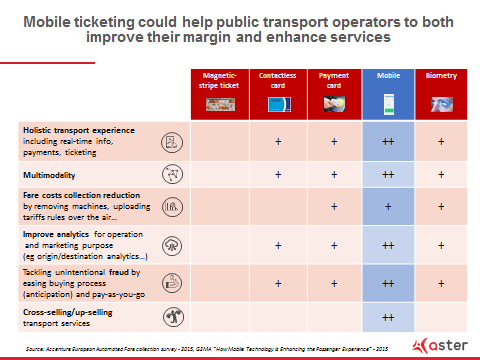 Mobile ticketing could help public transport operators to both
improve their margin and enhance services
Magnetic-
stripe ticket
Contactless
card
Payment
card
Mobile
Biometry
Holistic transport experience
including real-time info,
payments, ticketing
+ + ++ +
Multimodality
+ + ++ +
Fare costs collection reduction
by removing machines, uploading
tariffs rules over the air...
+ + +
Improve analytics for operation
and marketing purpose
(eg origin/destination analytics...)
+ + ++ +
Tackling unintentional fraud by
easing buying process
(anticipation) and pay-as-you-go
+ + ++ +
Cross-selling/up-selling
transport services
++
Source: Accenture European Automated Fare collection survey - 2015, GSMA "How Mobile Technology is Enhancing the Passenger Experience" - 2015
aster